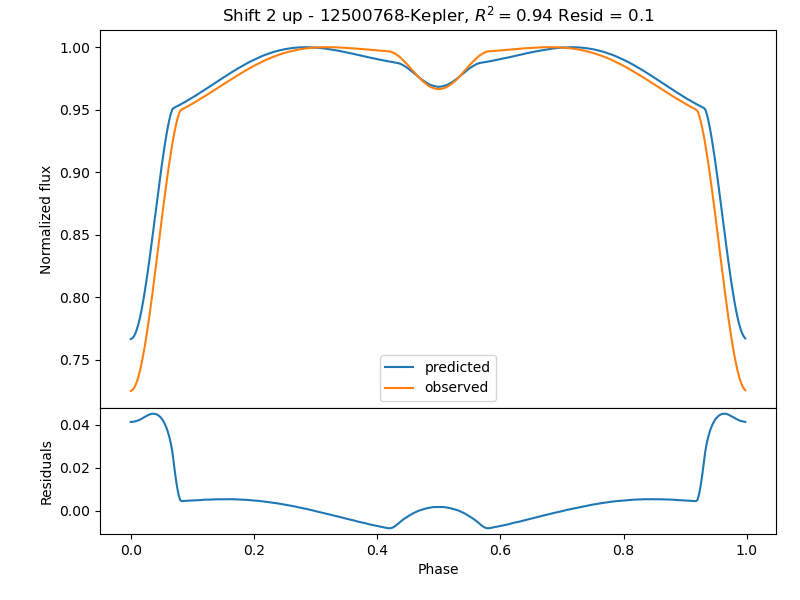 Shift 2 up - 12500768-Kepler, R² = 0.94 Resid = 0.1
1.00
0.95
0.90
0.85
0.80
0.75
Normalized flux
predicted
observed
0.04
0.02
0.00
Residuals
0.0 0.2 0.4 0.6 0.8 1.0
Phase